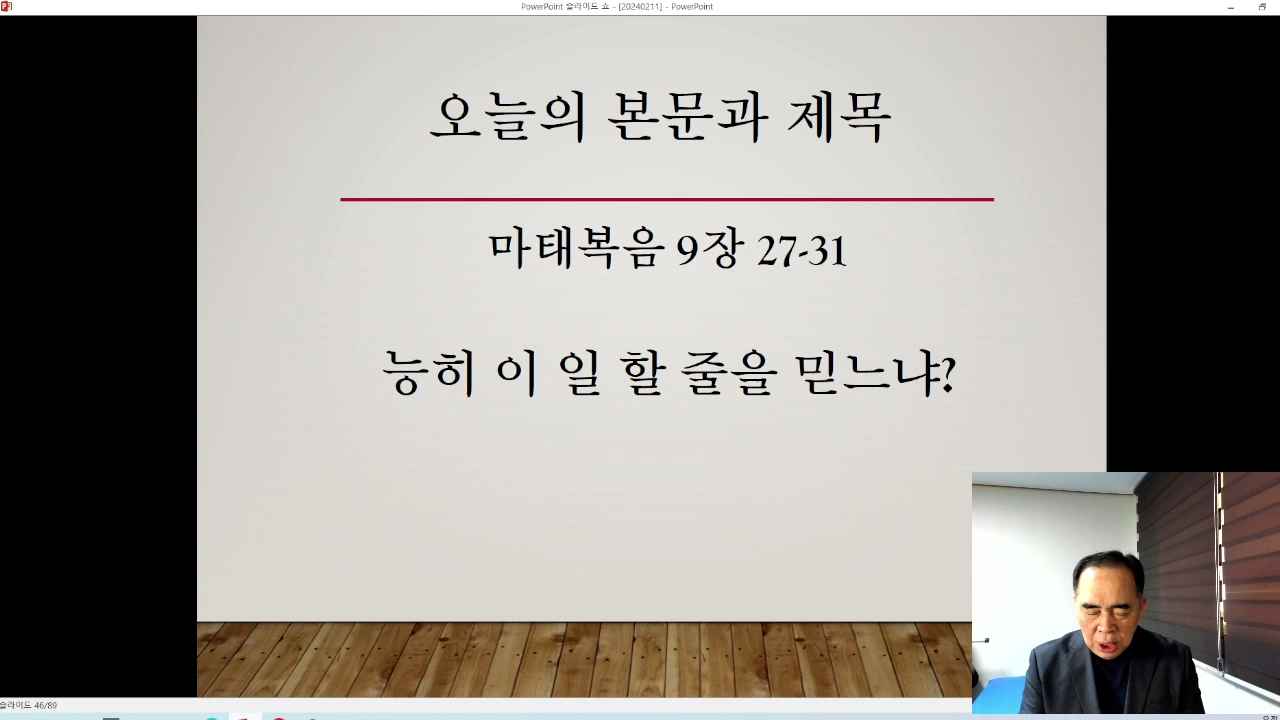 PowerPoint 슬라이드 쇼 - [20240211] - PowerPoint
오늘의 본문과 제목
마태복음 9장 27-31
능히 이 일 할 줄을 믿느냐?
슬라이드 46/89